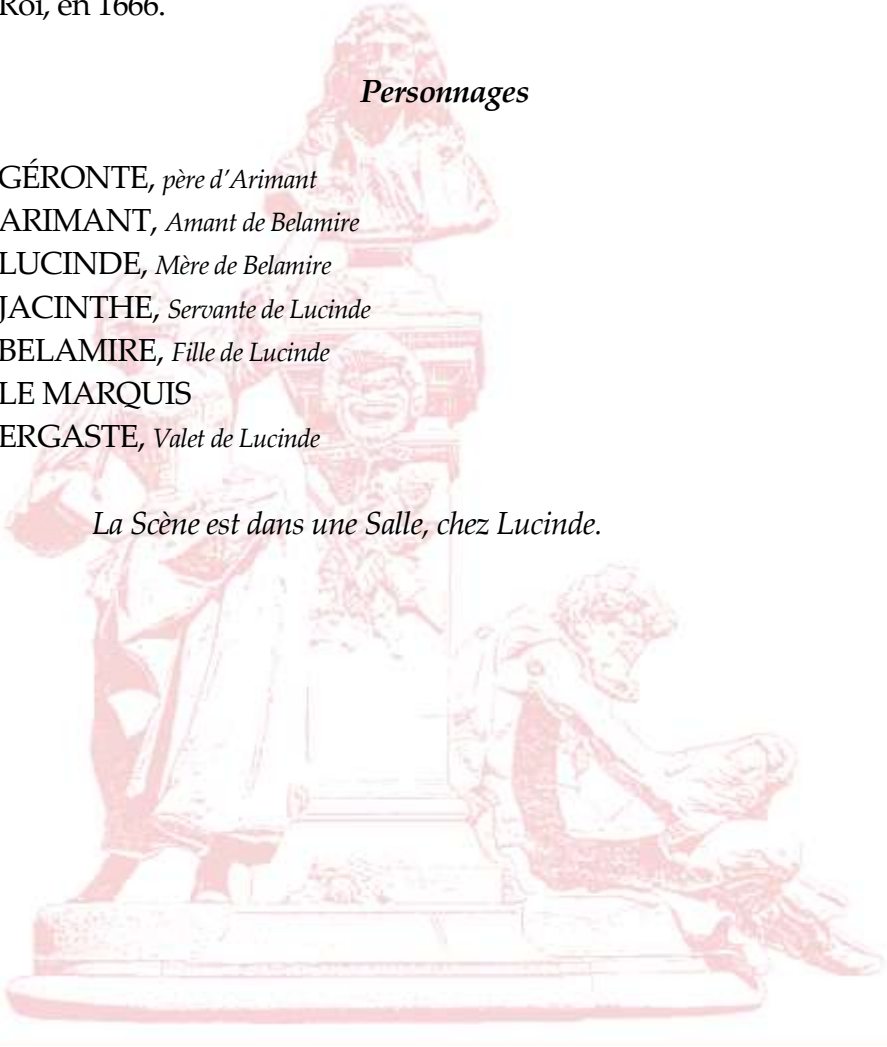 Roi, en 1666.
Personnages
GÉRONTE, père d’Arimant
ARIMANT, Amant de Belamire
LUCINDE, Mère de Belamire
JACINTHE, Servante de Lucinde
BELAMIRE, Fille de Lucinde
LE MARQUIS
ERGASTE, Valet de Lucinde
La Scène est dans une Salle, chez Lucinde.